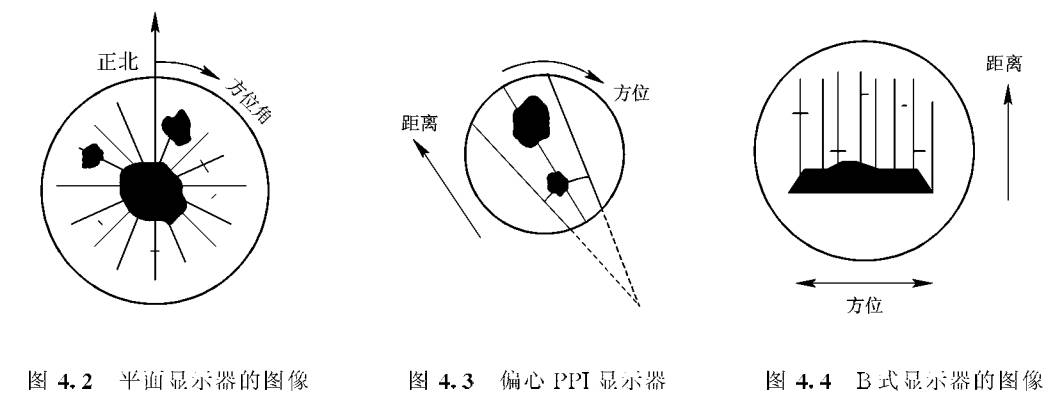 正北
方位角
距离
方位
距离
方位
图 4.2 平面显示器的图像
图 4.3 偏心 PPI 显示器
图 4.4 B 式显示器的图像